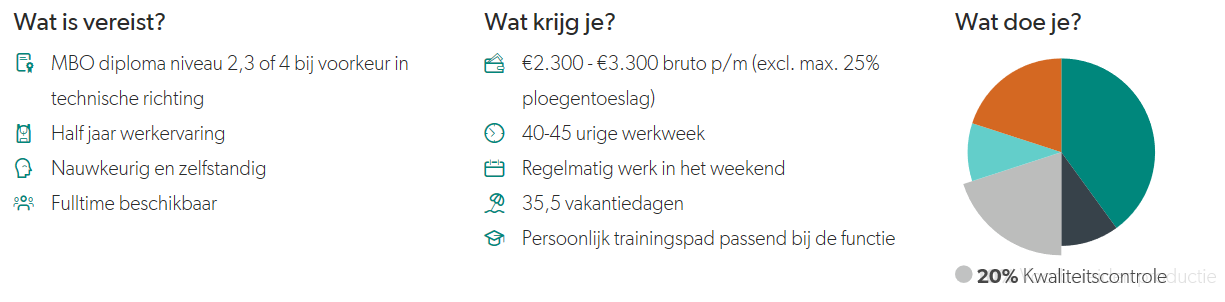 Wat is vereist?
MBO diploma niveau 2,3 of 4 bij voorkeur in
technische richting
Half jaar werkervaring
Nauwkeurig en zelfstandig
Fulltime beschikbaar
Wat krijg je?
€2.300 - €3.300 bruto p/m (excl. max. 25%
ploegentoeslag)
40-45 urige werkweek
Regelmatig werk in het weekend
35,5 vakantiedagen
Persoonlijk trainingspad passend bij de functie
Wat doe je?
20% Kwaliteitscontrole